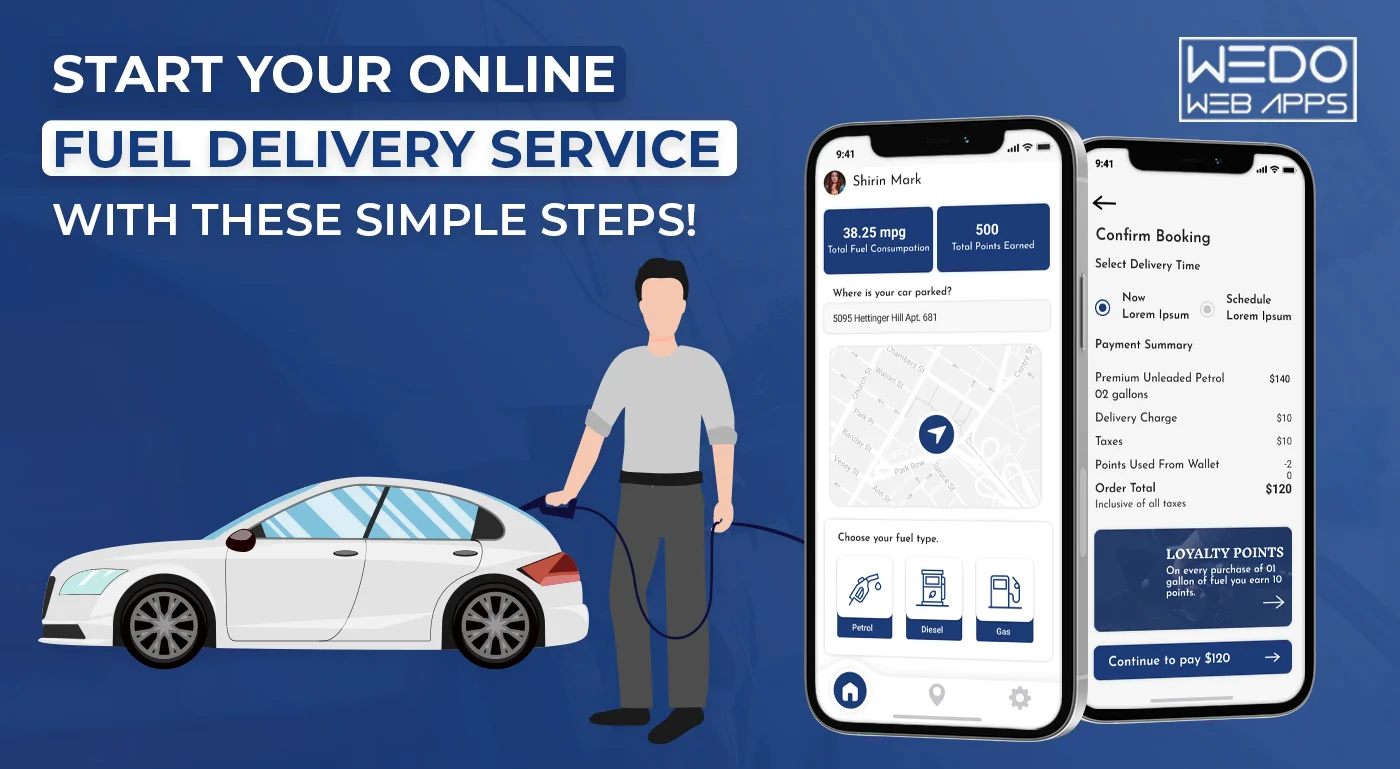 START YOUR ONLINE
FUEL DELIVERY SERVICE
WITH THESE SIMPLE STEPS!
WEDO
WEB APPS
9:41
Shirin Mark
38.25 mpg
Total Fuel Consumpation
500
Total Points Earned
Where is your car parked?
5095 Hettinger Hill Apt. 681
Chambers St
Warren St
Church St
Park Pl
Barclay St
Vesey St
Ann St
Park Row
Spruce St
Centre St
Choose your fuel type.
Petrol
Diesel
Gas
9:41
Confirm Booking
Select Delivery Time
Now
Lorem Ipsum
Schedule
Lorem Ipsum
Payment Summary
Premium Unleaded Petrol $140
02 gallons
Delivery Charge $10
Taxes $10
Points Used From Wallet -2
0
Order Total $120
Inclusive of all taxes
LOYALTY POINTS
On every purchase of 01
gallon of fuel you earn 10
points.
Continue to pay $120